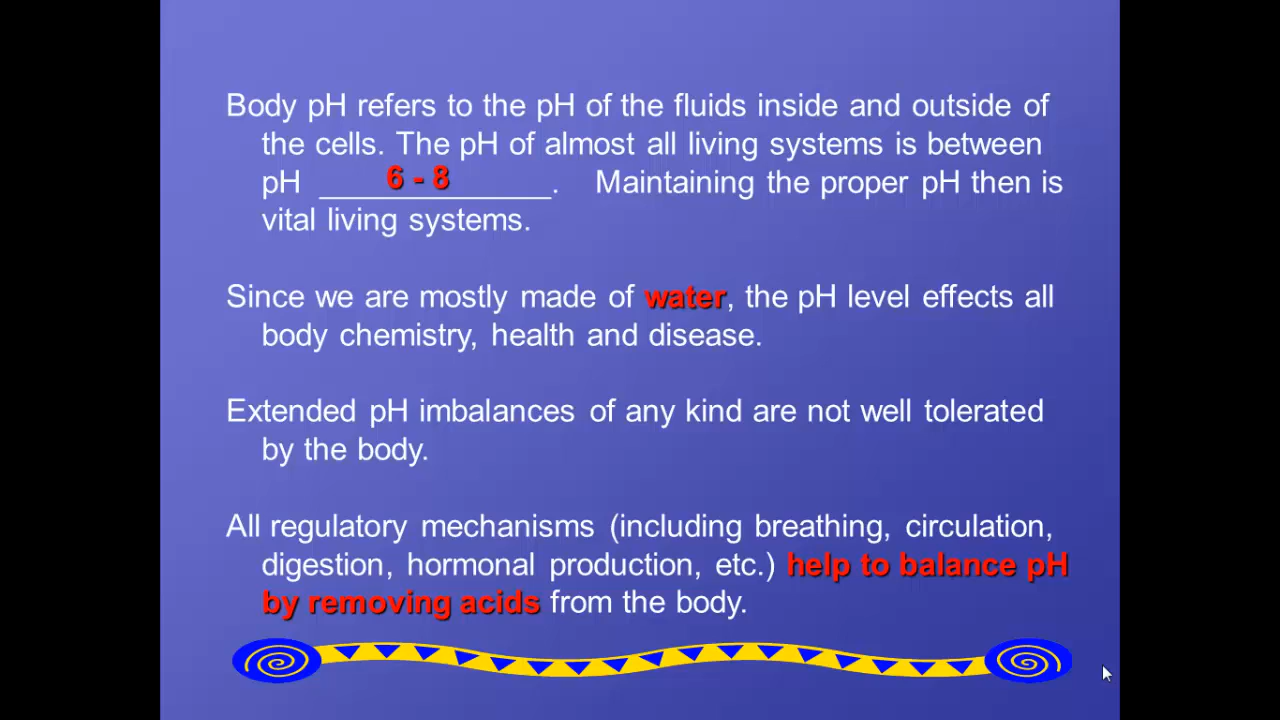 Body pH refers to the pH of the fluids inside and outside of
the cells. The pH of almost all living systems is between
pH ______________. Maintaining the proper pH then is
6 - 8
vital living systems.
Since we are mostly made of water, the pH level effects all
body chemistry, health and disease.
Extended pH imbalances of any kind are not well tolerated
by the body.
All regulatory mechanisms (including breathing, circulation,
digestion, hormonal production, etc.) help to balance pH
by removing acids from the body.